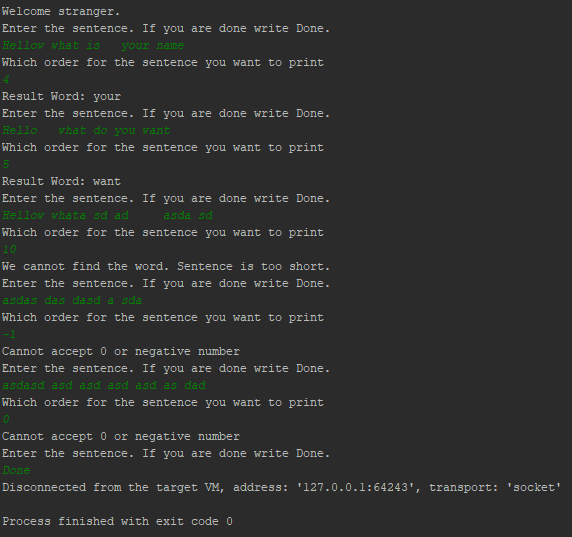 Welcome stranger.
Enter the sentence. If you are done write Done.
Hellow what is   your name
Which order for the sentence you want to print
4
Result Word: your
Enter the sentence. If you are done write Done.
Hello   what do you want
Which order for the sentence you want to print
5
Result Word: want
Enter the sentence. If you are done write Done.
Hellow whata sd ad     asda sd
Which order for the sentence you want to print
10
We cannot find the word. Sentence is too short.
Enter the sentence. If you are done write Done.
asdas das dasd a sda
Which order for the sentence you want to print
-1
Cannot accept 0 or negative number
Enter the sentence. If you are done write Done.
asdasd asd asd asd asd as dad
Which order for the sentence you want to print
0
Cannot accept 0 or negative number
Enter the sentence. If you are done write Done.
Done
Disconnected from the target VM, address: '127.0.0.1:64243', transport: 'socket'
Process finished with exit code 0